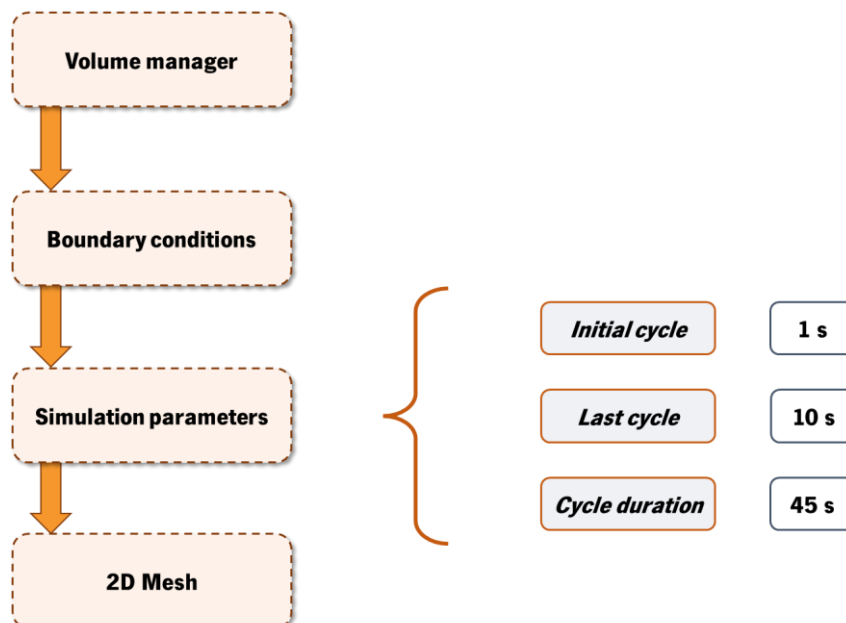 Volume manager
Boundary conditions
Simulation parameters
2D Mesh
Initial cycle
1 s
Last cycle
10 s
Cycle duration
45 s